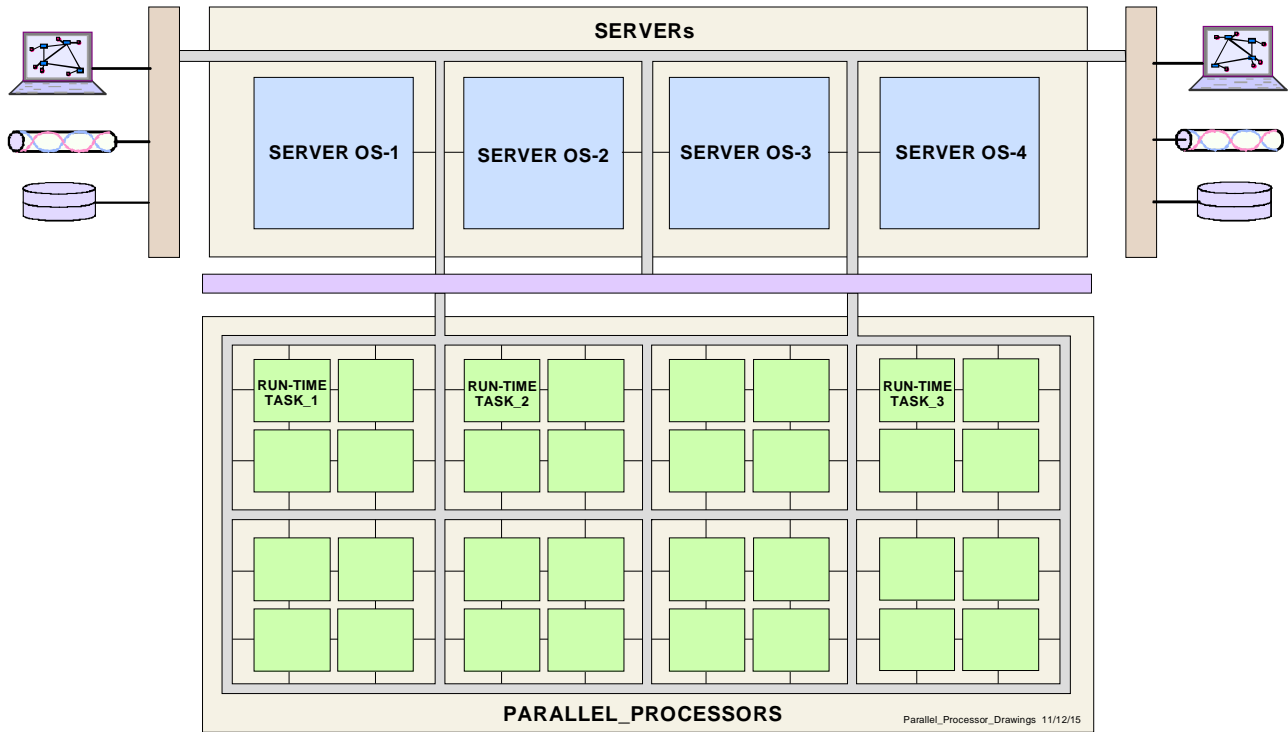 SERVERs
SERVER OS-1
SERVER OS-2
SERVER OS-3
SERVER OS-4
RUN-TIME
TASK_1
RUN-TIME
TASK_2
RUN-TIME
TASK_3
PARALLEL_PROCESSORS
Parallel_Processor_Drawings 11/12/15